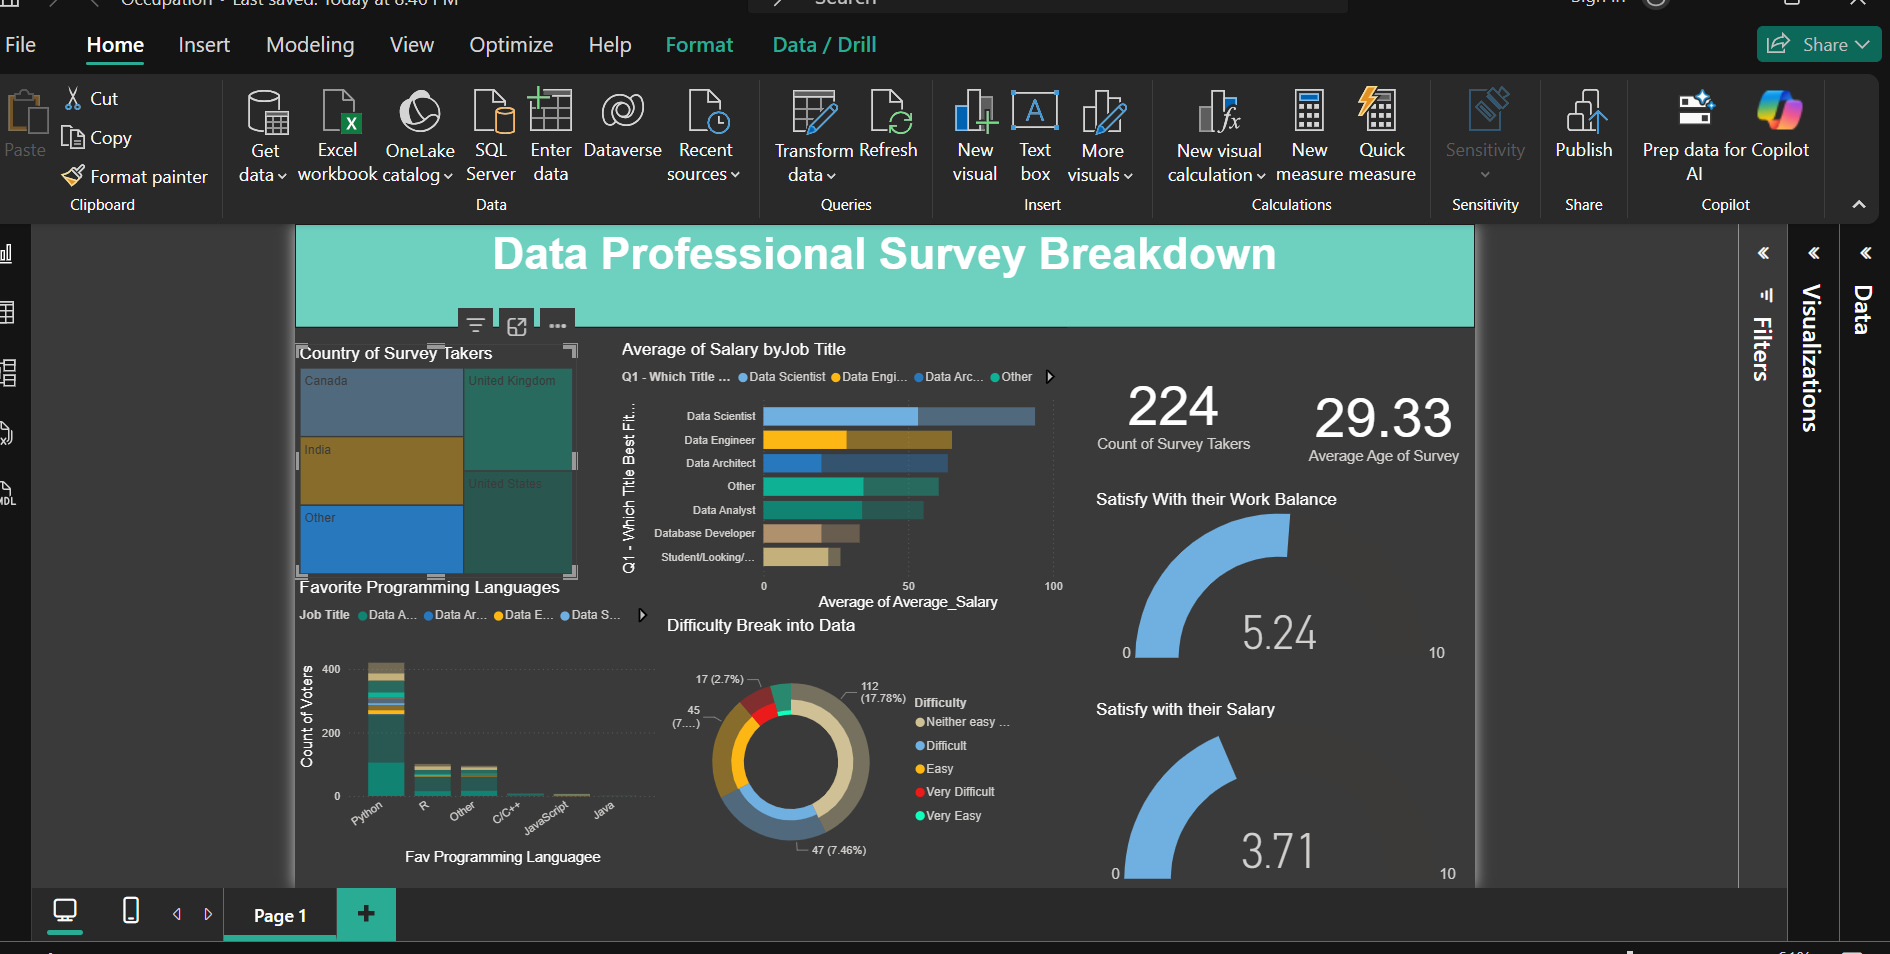 Occupation • Last saved: Today at 8:46 PM
Search
Sign in
File Home Insert Modeling View Optimize Help Format Data / Drill
Share
Paste
Cut
Copy
Format painter
Clipboard
Get data
Excel workbook
OneLake catalog
SQL Server
Enter data
Dataverse
Recent sources
Data
Transform data
Refresh
Queries
New visual
Text box
More visuals
Insert
New visual calculation
New measure
Quick measure
Calculations
Sensitivity
Sensitivity
Publish
Share
Prep data for AI
Copilot
Copilot
Data Professional Survey Breakdown
Country of Survey Takers
Canada
United Kingdom
India
United States
Other
Average of Salary byJob Title
Q1 - Which Title ... Data Scientist Data Engi... Data Arc... Other
Q1 - Which Title Best Fit...
Data Scientist
Data Engineer
Data Architect
Other
Data Analyst
Database Developer
Student/Looking/...
0 50 100
Average of Average_Salary
224
Count of Survey Takers
29.33
Average Age of Survey
Satisfy With their Work Balance
5.24
0 10
Satisfy with their Salary
3.71
0 10
Favorite Programming Languages
Job Title Data A... Data Ar... Data E... Data S...
Count of Voters
400
200
0
Python R Other C/C++ JavaScript Java
Fav Programming Languagee
Difficulty Break into Data
17 (2.7%)
112 (17.78%)
45 (7....)
47 (7.46%)
Difficulty
Neither easy ...
Difficult
Easy
Very Difficult
Very Easy
Filters
Visualizations
Data
Page 1